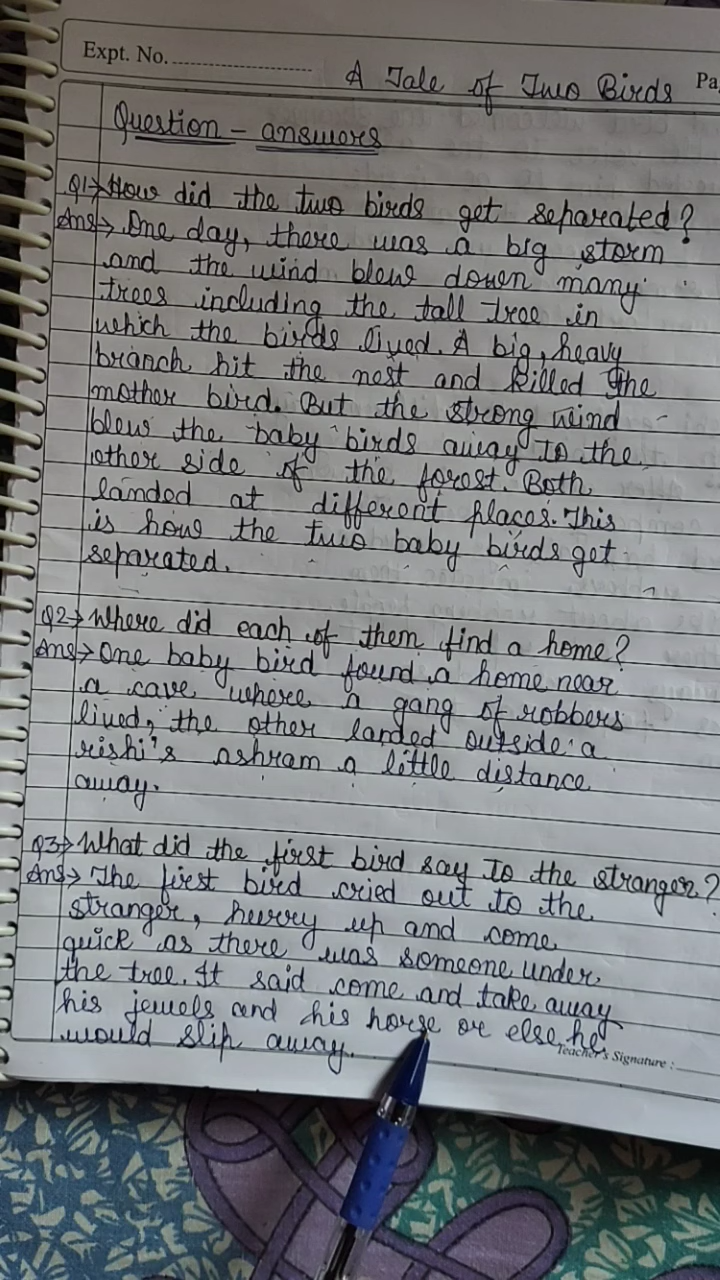 Expt. No.
A Tale of Two Birds
Pa
Question - answers
Q1→ How did the two birds get separated?
Ans→ One day, there was a big storm
and the wind blew down many
trees including the tall tree in
which the birds lived. A big, heavy
branch hit the nest and killed the
mother bird. But the strong wind
blew the baby birds away to the
other side of the forest. Both
landed at different places. This
is how the two baby birds get
separated.
Q2→ Where did each of them find a home?
Ans→ One baby bird found a home near
a cave where a gang of robbers
lived, the other landed outside a
rishi's ashram a little distance
away.
Q3→ What did the first bird say to the stranger?
Ans→ The first bird cried out to the
stranger, hurry up and come
quick as there was someone under
the tree. It said come and take away
his jewels and his horse or else he
would slip away.
Teacher's Signature :